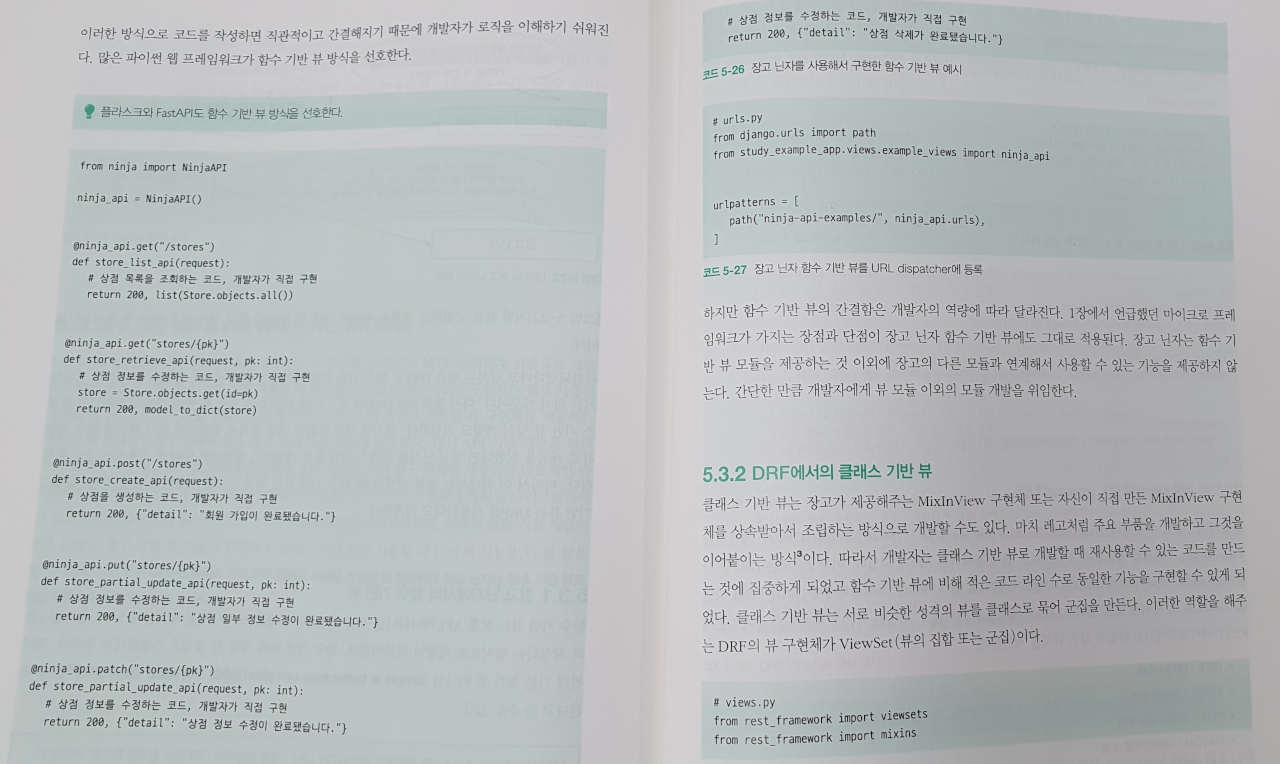 이러한 방식으로 코드를 작성하면 직관적이고 간결해지기 때문에 개발자가 로직을 이해하기 쉬워진
다. 많은 파이썬 웹 프레임워크가 함수 기반 뷰 방식을 선호한다.
플라스크와 FastAPI도 함수 기반 뷰 방식을 선호한다.
from ninja import NinjaAPI
ninja_api = NinjaAPI()
@ninja_api.get("/stores")
def store_list_api(request):
# 상점 목록을 조회하는 코드, 개발자가 직접 구현
return 200, list(Store.objects.all())
@ninja_api.get("stores/{pk}")
def store_retrieve_api(request, pk: int):
# 상점 정보를 수정하는 코드, 개발자가 직접 구현
store = Store.objects.get(id=pk)
return 200, model_to_dict(store)
@ninja_api.post("/stores")
def store_create_api(request):
# 상점을 생성하는 코드, 개발자가 직접 구현
return 200, {"detail": "회원 가입이 완료됐습니다."}
@ninja_api.put("stores/{pk}")
def store_partial_update_api(request, pk: int):
# 상점 정보를 수정하는 코드, 개발자가 직접 구현
return 200, {"detail": "상점 일부 정보 수정이 완료됐습니다."}
@ninja_api.patch("stores/{pk}")
def store_partial_update_api(request, pk: int):
# 상점 정보를 수정하는 코드, 개발자가 직접 구현
return 200, {"detail": "상점 정보 수정이 완료됐습니다."}
# 상점 정보를 수정하는 코드, 개발자가 직접 구현
return 200, {"detail": "상점 삭제가 완료됐습니다."}
코드 5-26 장고 닌자를 사용해서 구현한 함수 기반 뷰 예시
# urls.py
from django.urls import path
from study_example_app.views.example_views import ninja_api
urlpatterns = [
path("ninja-api-examples/", ninja_api.urls),
]
코드 5-27 장고 닌자 함수 기반 뷰를 URL dispatcher에 등록
하지만 함수 기반 뷰의 간결함은 개발자의 역량에 따라 달라진다. 1장에서 언급했던 마이크로 프레
임워크가 가지는 장점과 단점이 장고 닌자 함수 기반 뷰에도 그대로 적용된다. 장고 닌자는 함수 기
반 뷰 모듈을 제공하는 것 이외에 장고의 다른 모듈과 연계해서 사용할 수 있는 기능을 제공하지 않
는다. 간단한 만큼 개발자에게 뷰 모듈 이외의 모듈 개발을 위임한다.
5.3.2 DRF에서의 클래스 기반 뷰
클래스 기반 뷰는 장고가 제공해주는 MixInView 구현체 또는 자신이 직접 만든 MixInView 구현
체를 상속받아서 조립하는 방식으로 개발할 수도 있다. 마치 레고처럼 주요 부품을 개발하고 그것을
이어붙이는 방식³이다. 따라서 개발자는 클래스 기반 뷰로 개발할 때 재사용할 수 있는 코드를 만드
는 것에 집중하게 되었고 함수 기반 뷰에 비해 적은 코드 라인 수로 동일한 기능을 구현할 수 있게 되
었다. 클래스 기반 뷰는 서로 비슷한 성격의 뷰를 클래스로 묶어 군집을 만든다. 이러한 역할을 해주
는 DRF의 뷰 구현체가 ViewSet(뷰의 집합 또는 군집)이다.
# views.py
from rest_framework import viewsets
from rest_framework import mixins